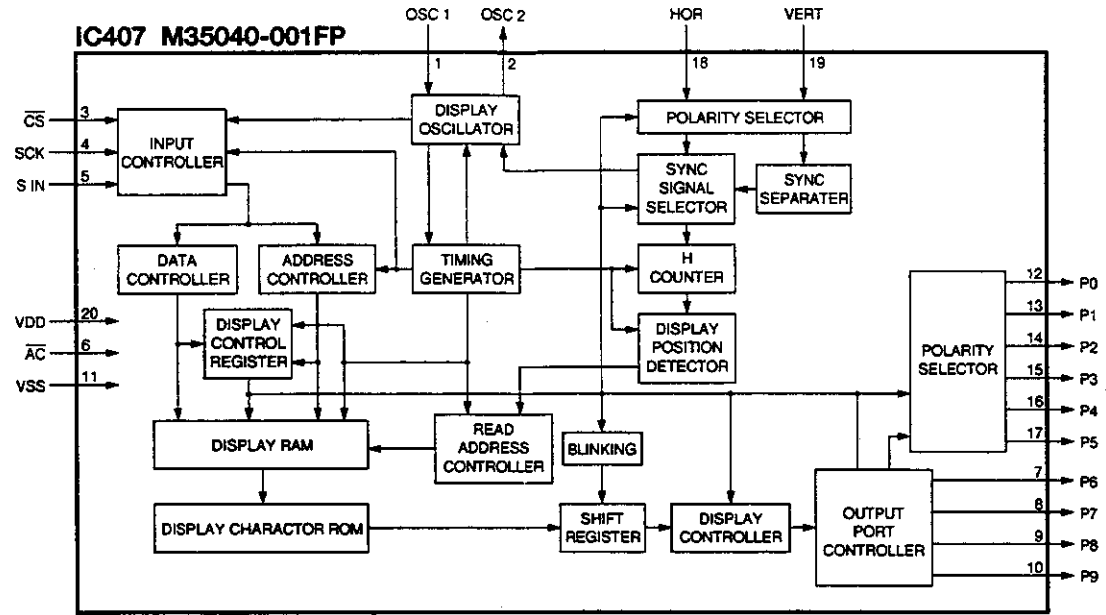 IC407 M35040-001FP
OSC 1
OSC 2
HOR
VERT
1
2
18
19
CS
3
SCK
4
S IN
5
INPUT
CONTROLLER
DISPLAY
OSCILLATOR
POLARITY SELECTOR
SYNC
SIGNAL
SELECTOR
SYNC
SEPARATER
DATA
CONTROLLER
ADDRESS
CONTROLLER
TIMING
GENERATOR
H
COUNTER
VDD
20
AC
6
VSS
11
DISPLAY
CONTROL
REGISTER
DISPLAY
POSITION
DETECTOR
POLARITY
SELECTOR
12
P0
13
P1
14
P2
15
P3
16
P4
17
P5
DISPLAY RAM
READ
ADDRESS
CONTROLLER
BLINKING
DISPLAY CHARACTOR ROM
SHIFT
REGISTER
DISPLAY
CONTROLLER
OUTPUT
PORT
CONTROLLER
7
P6
8
P7
9
P8
10
P9